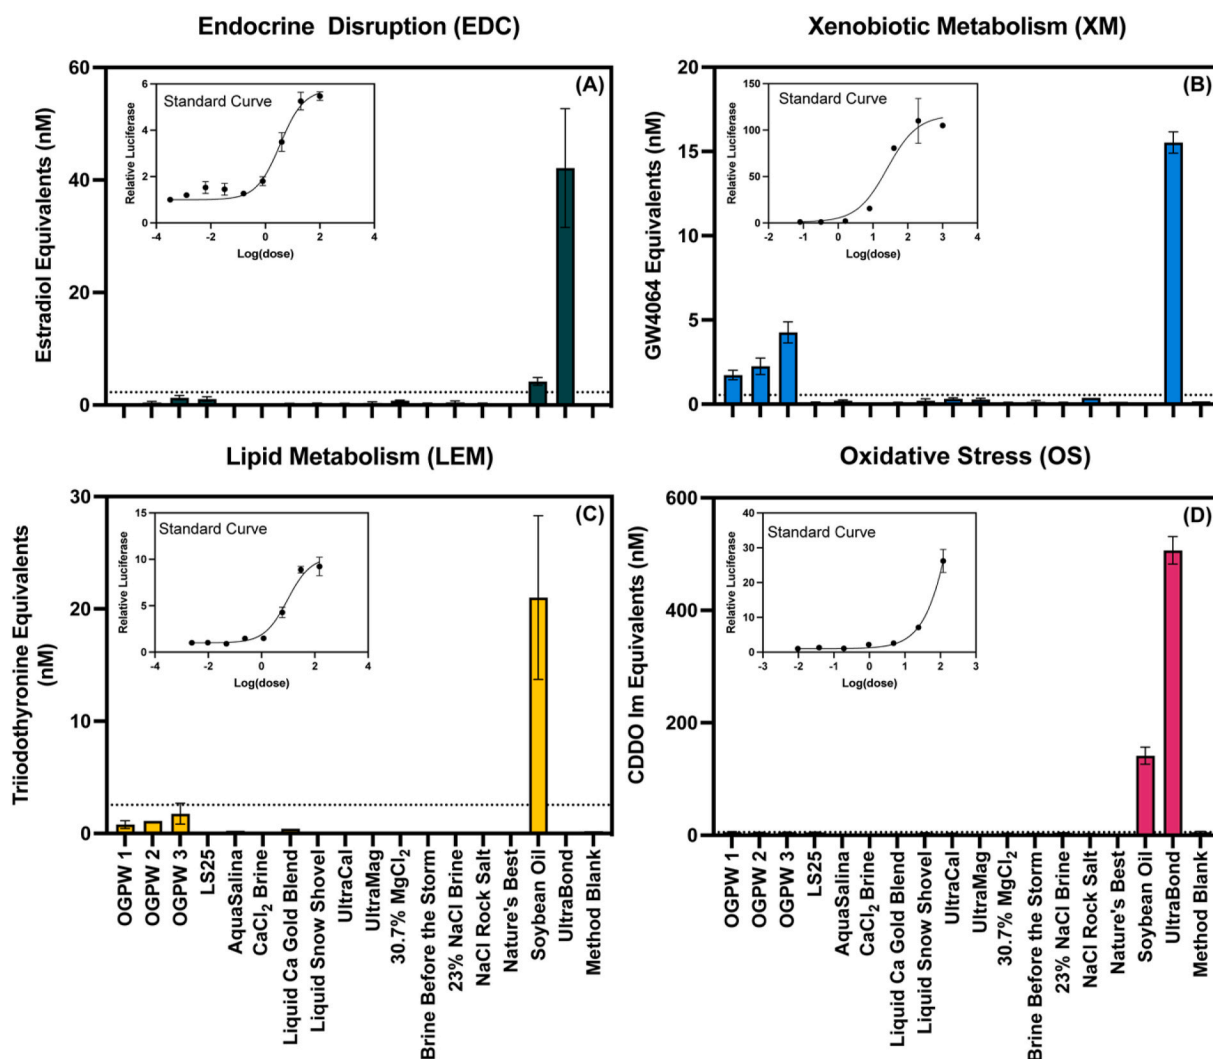 Endocrine Disruption (EDC)
Estradiol Equivalents (nM)
60
40
20
0
(A)
Standard Curve
Relative Luciferase
6
4
2
0
-4
-2
0
2
4
Log(dose)
Xenobiotic Metabolism (XM)
GW4064 Equivalents (nM)
20
15
10
5
0
(B)
Standard Curve
Relative Luciferase
150
100
50
0
-2
-1
0
1
2
3
4
Log(dose)
Lipid Metabolism (LEM)
Triiodothyronine Equivalents
(nM)
30
20
10
0
(C)
Standard Curve
Relative Luciferase
15
10
5
0
-4
-2
0
2
4
Log(dose)
OGPW 1
OGPW 2
OGPW 3
LS25
AquaSalina
CaCl₂ Brine
Liquid Ca Gold Blend
Liquid Snow Shovel
UltraCal
UltraMag
30.7% MgCl₂
Brine Before the Storm
23% NaCl Brine
NaCl Rock Salt
Nature's Best
Soybean Oil
UltraBond
Method Blank
Oxidative Stress (OS)
CDDO Im Equivalents (nM)
600
400
200
0
(D)
Standard Curve
Relative Luciferase
40
30
20
10
0
-3
-2
-1
0
1
2
3
Log(dose)
OGPW 1
OGPW 2
OGPW 3
LS25
AquaSalina
CaCl₂ Brine
Liquid Ca Gold Blend
Liquid Snow Shovel
UltraCal
UltraMag
30.7% MgCl₂
Brine Before the Storm
23% NaCl Brine
NaCl Rock Salt
Nature's Best
Soybean Oil
UltraBond
Method Blank